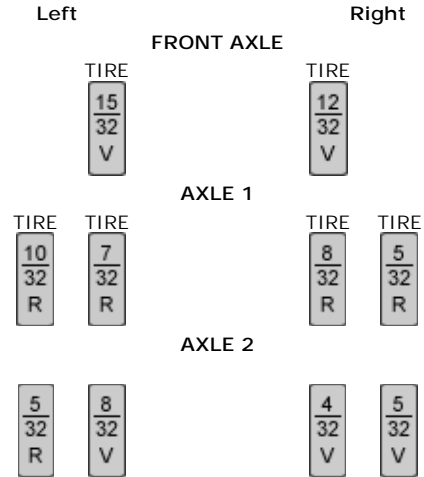 Left Right
FRONT AXLE
TIRE TIRE
15 12
32 32
V V
AXLE 1
TIRE TIRE TIRE TIRE
10 7 8 5
32 32 32 32
R R R R
AXLE 2
5 8 4 5
32 32 32 32
R V V V